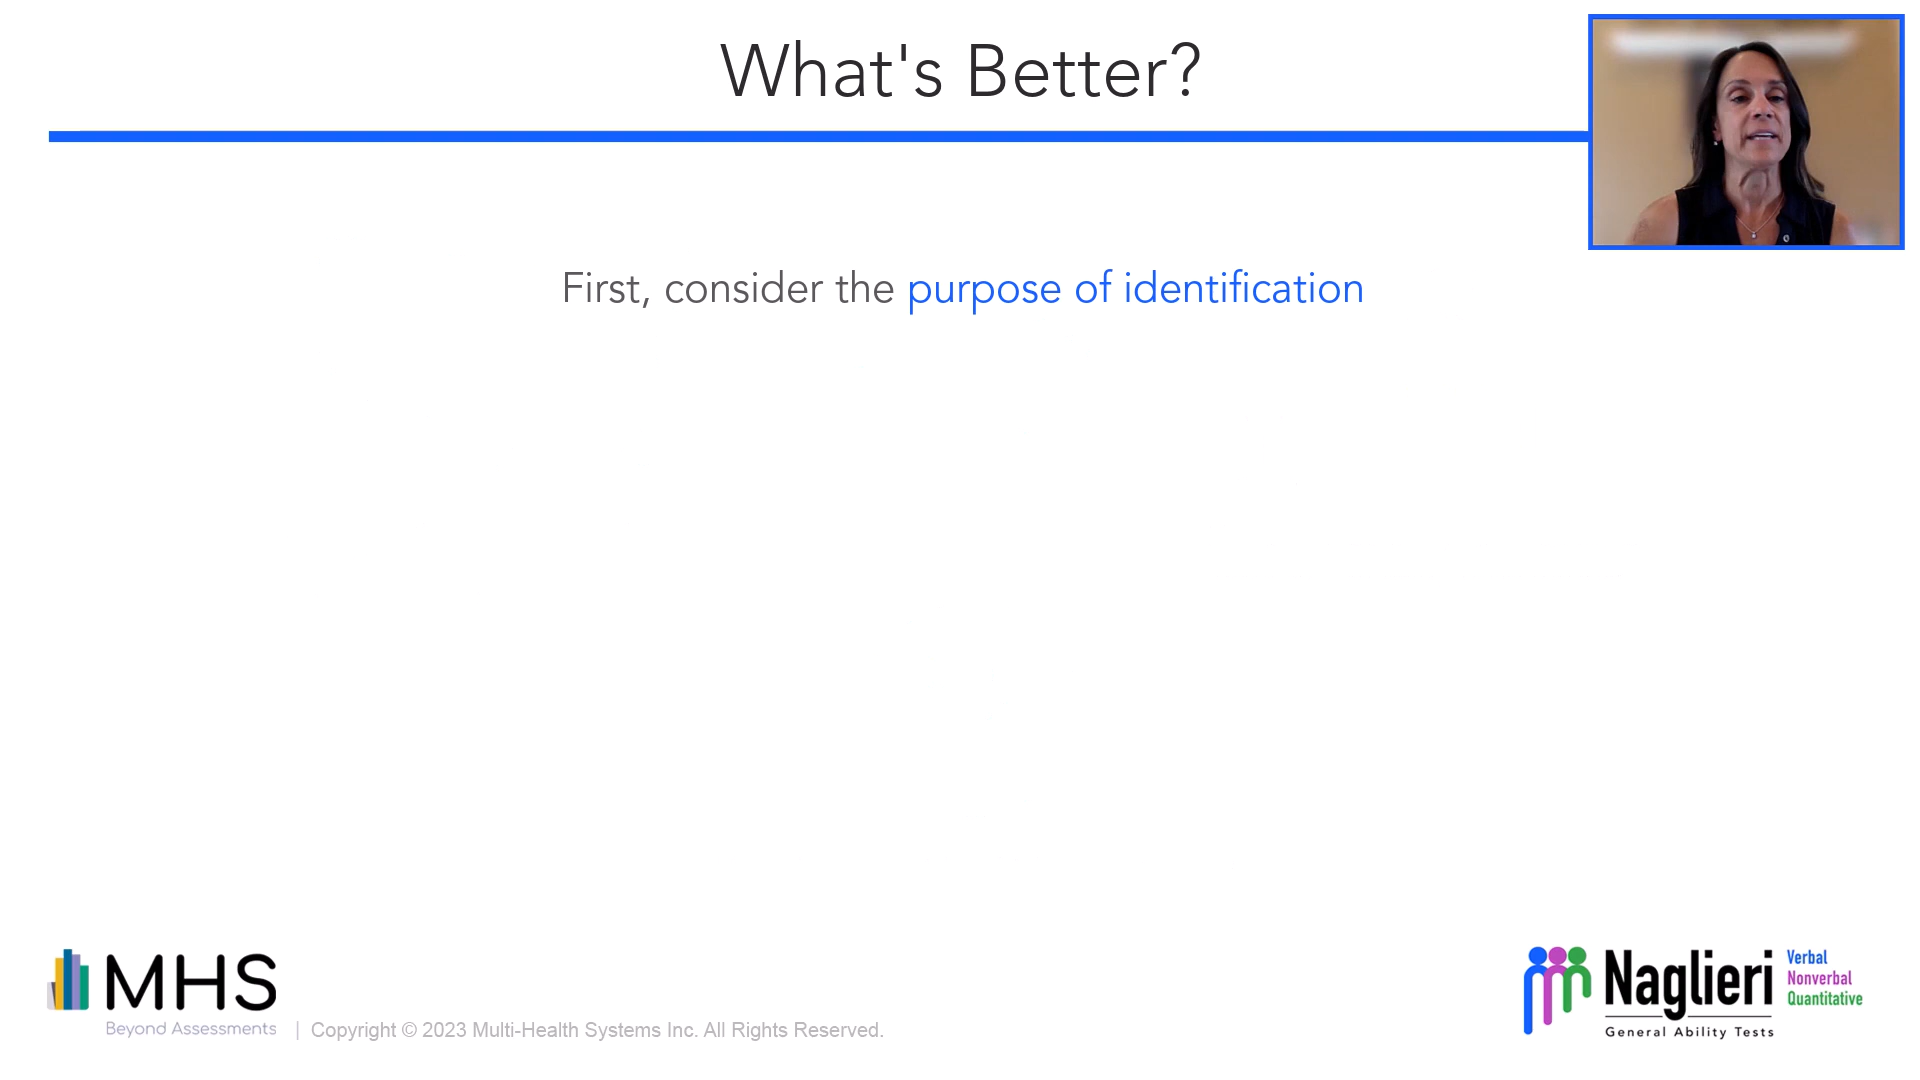 What's Better?
First, consider the purpose of identification
MHS
Beyond Assessments
| Copyright © 2023 Multi-Health Systems Inc. All Rights Reserved.
Naglieri
General Ability Tests
Verbal
Nonverbal
Quantitative